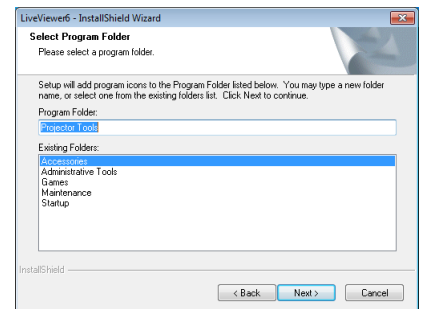 LiveViewer6 - InstallShield Wizard
Select Program Folder
Please select a program folder.
Setup will add program icons to the Program Folder listed below. You may type a new folder
name, or select one from the existing folders list. Click Next to continue.
Program Folder:
Projector Tools
Existing Folders:
Accessories
Administrative Tools
Games
Maintenance
Startup
InstallShield
< Back
Next >
Cancel